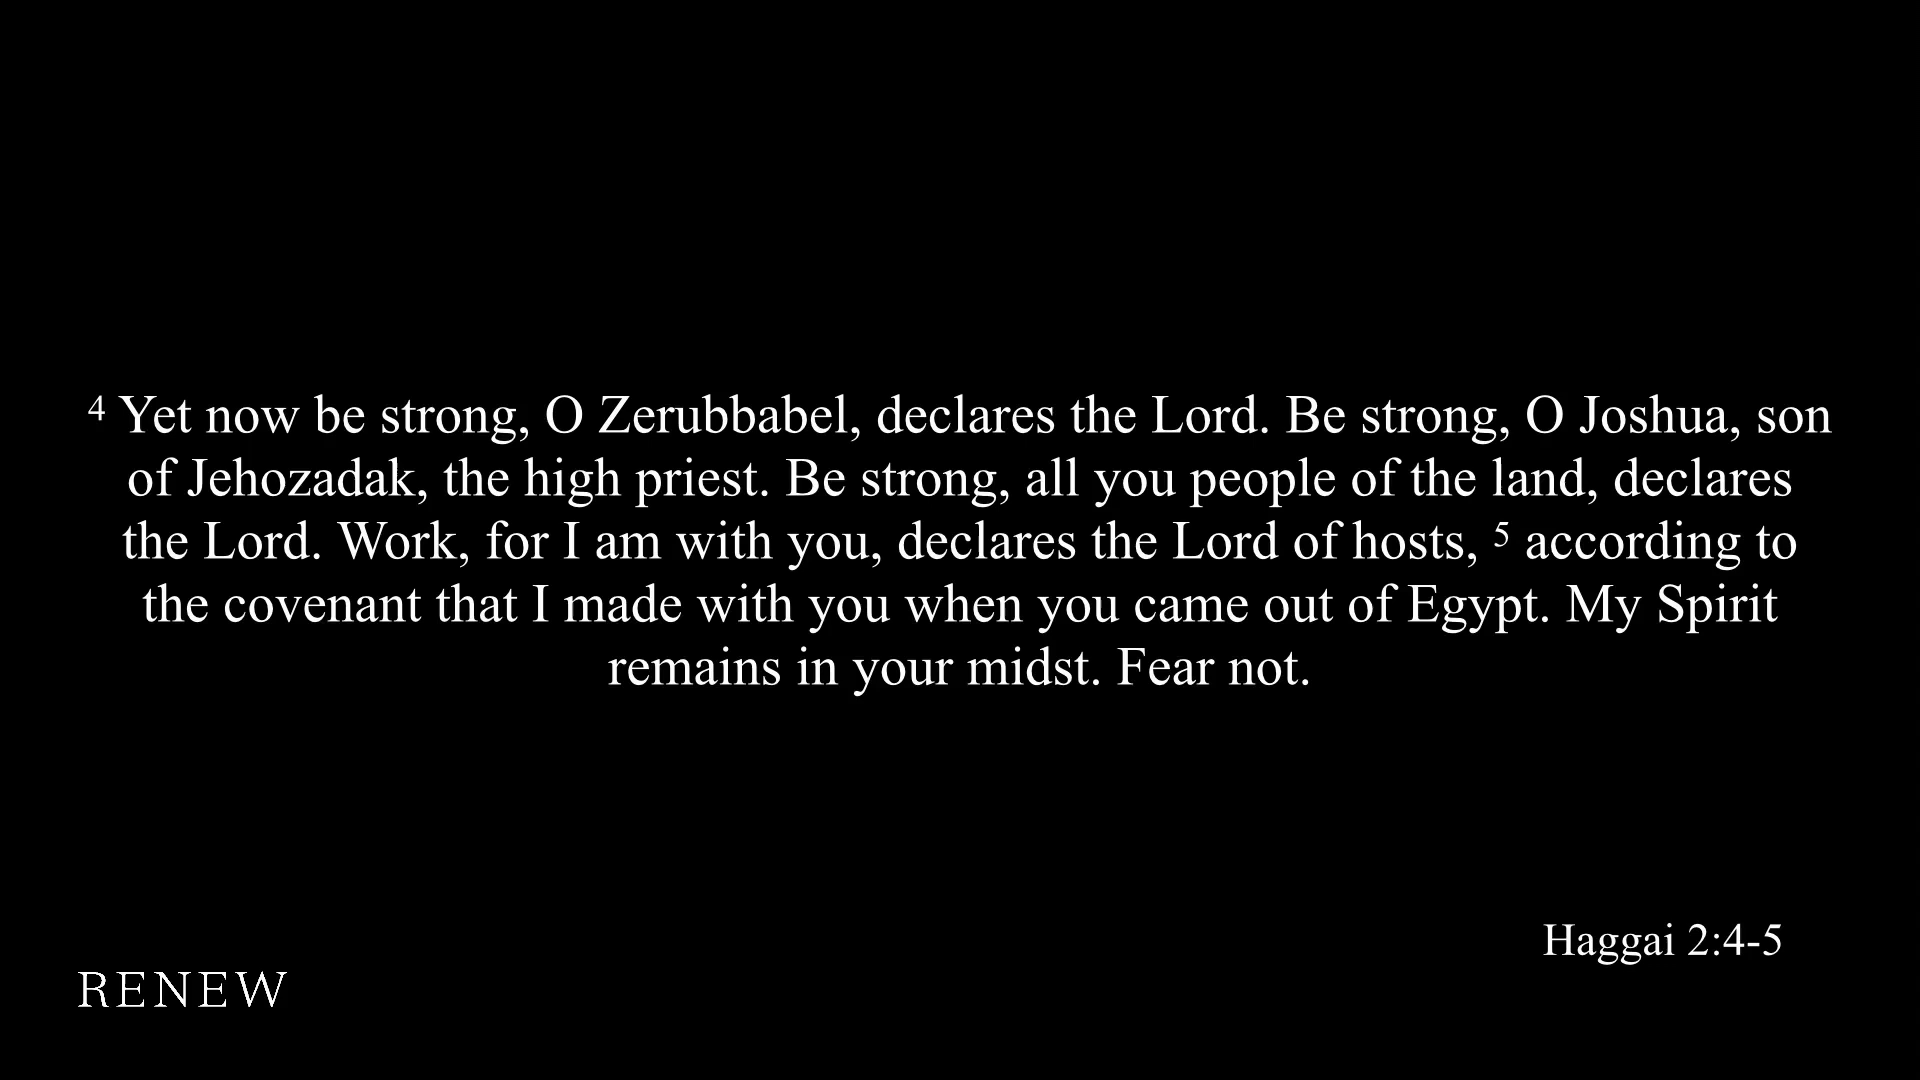 4 Yet now be strong, O Zerubbabel, declares the Lord. Be strong, O Joshua, son
of Jehozadak, the high priest. Be strong, all you people of the land, declares
the Lord. Work, for I am with you, declares the Lord of hosts, 5 according to
the covenant that I made with you when you came out of Egypt. My Spirit
remains in your midst. Fear not.
Haggai 2:4-5
RENEW